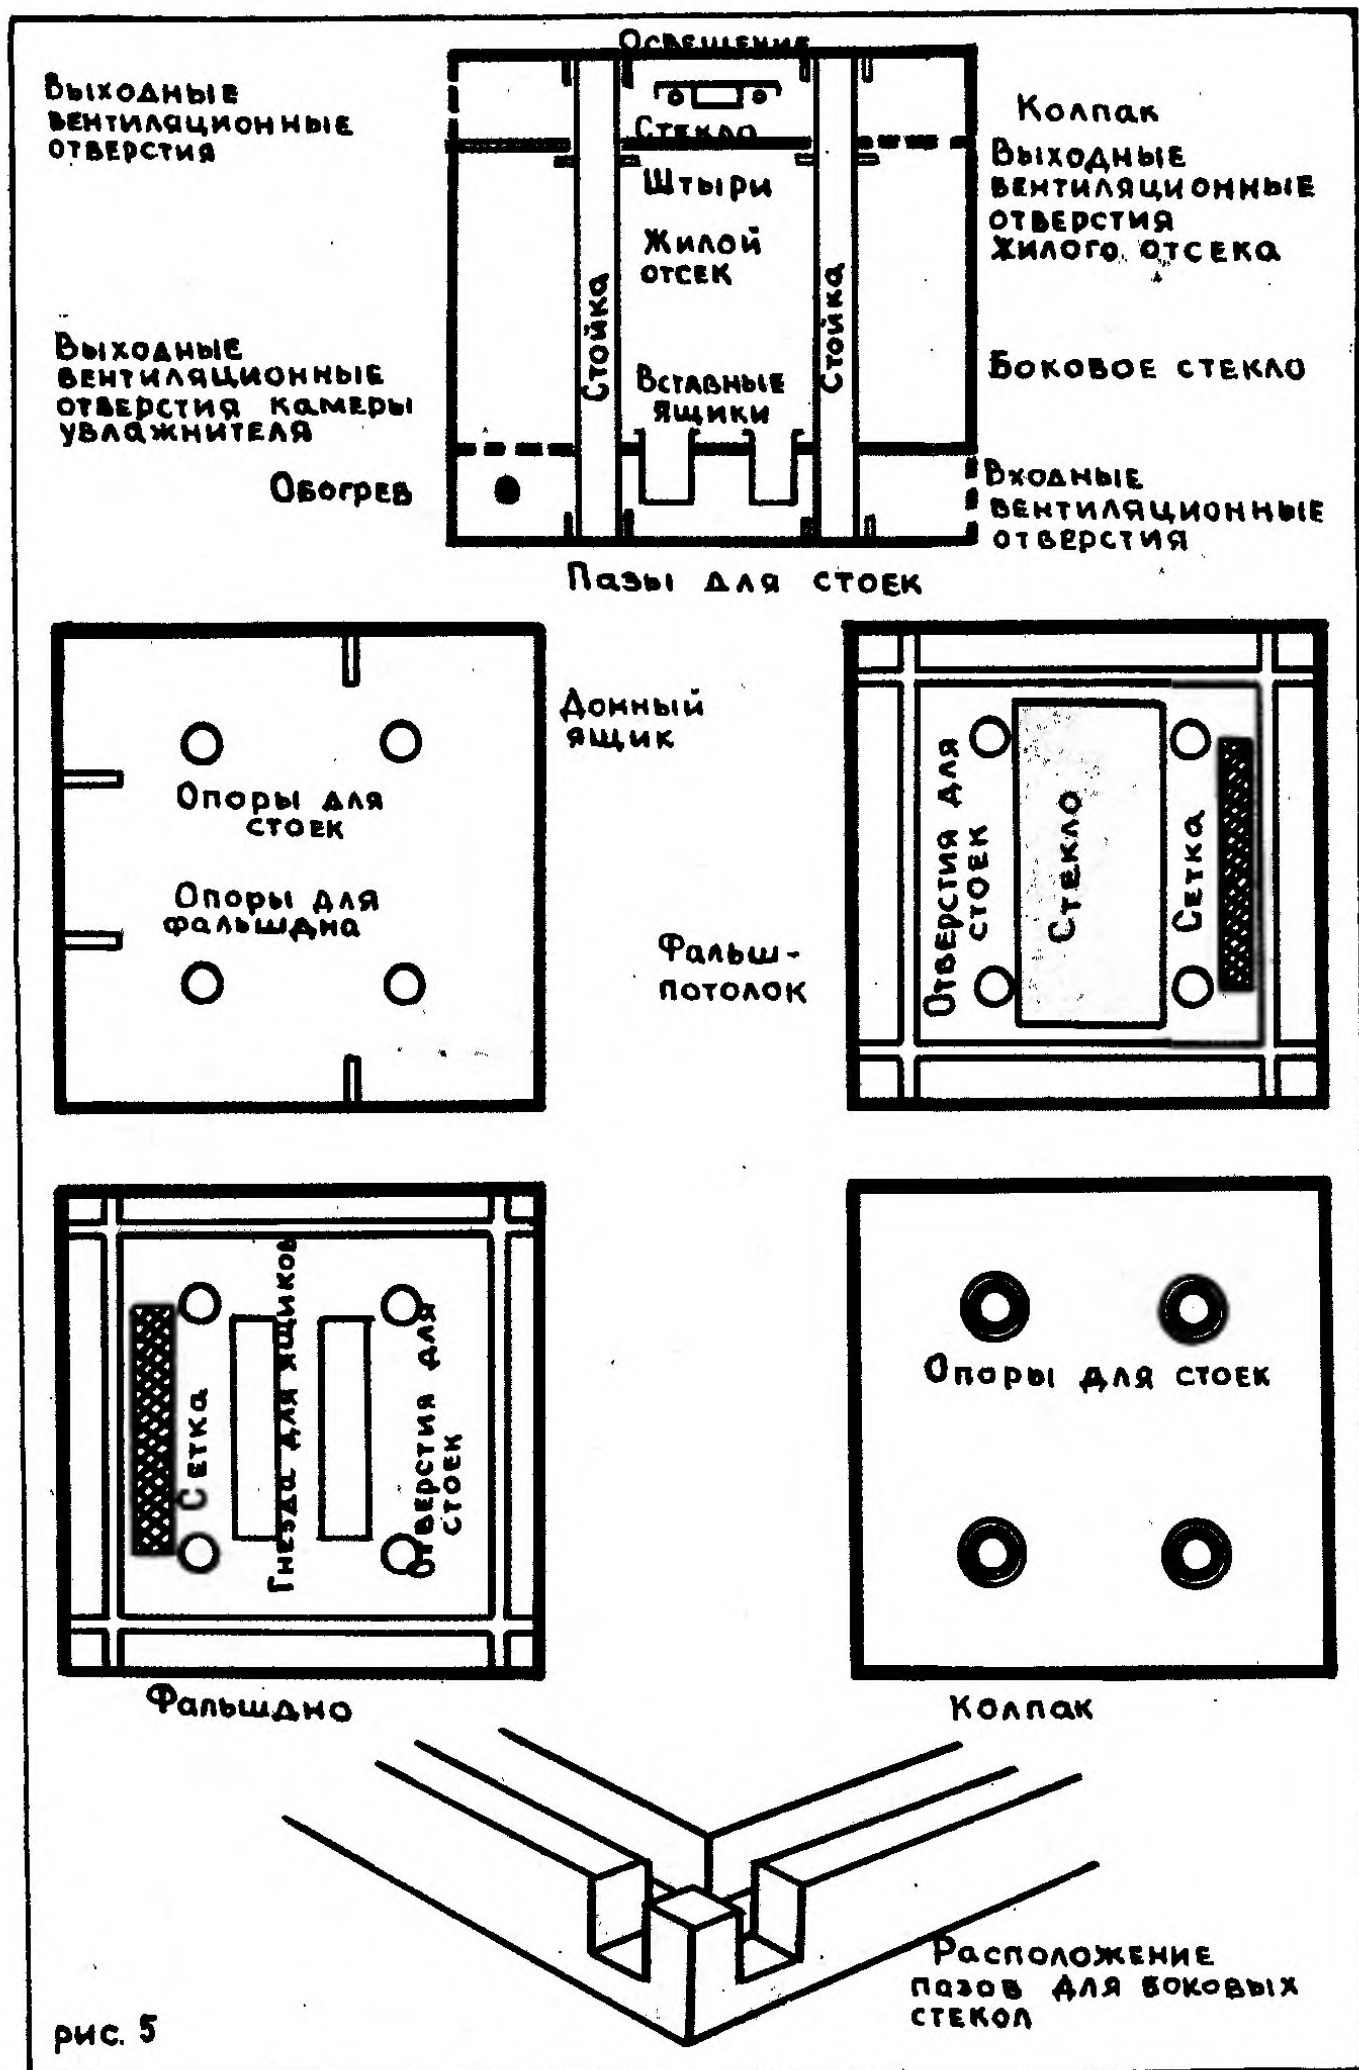 Освещение
Выходные
вентиляционные
отверстия
Стекло
Колпак
Выходные
вентиляционные
отверстия
жилого отсека
Штыри
Жилой
отсек
Стойка
Стойка
Выходные
вентиляционные
отверстия камеры
увлажнителя
Вставные
ящики
Боковое стекло
Обогрев
Входные
вентиляционные
отверстия
Пазы для стоек
Донный
ящик
Опоры для
стоек
Опоры для
фальшдна
Отверстия для
стоек
Стекло
Сетка
Фальш-
потолок
Сетка
Гнезда для ящиков
Отверстия для
стоек
Опоры для стоек
Фальшдно
Колпак
Расположение
пазов для боковых
стекол
рис. 5